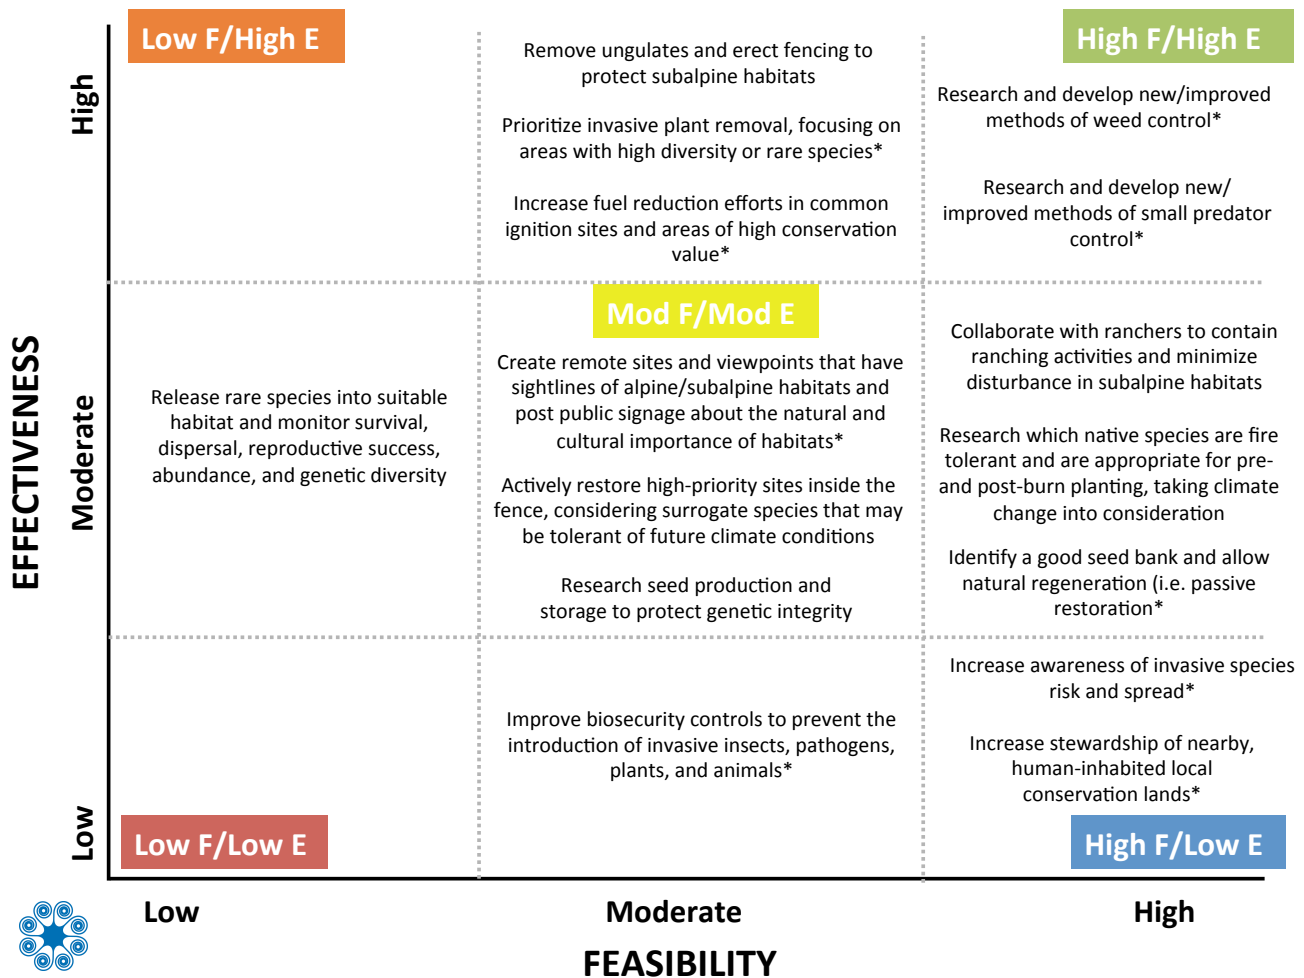 Low F/High E
High F/High E
Remove ungulates and erect fencing to
protect subalpine habitats
Prioritize invasive plant removal, focusing on
areas with high diversity or rare species*
Increase fuel reduction efforts in common
ignition sites and areas of high conservation
value*
Research and develop new/improved
methods of weed control*
Research and develop new/
improved methods of small predator
control*
High
EFFECTIVENESS
Moderate
Release rare species into suitable
habitat and monitor survival,
dispersal, reproductive success,
abundance, and genetic diversity
Mod F/Mod E
Create remote sites and viewpoints that have
sightlines of alpine/subalpine habitats and
post public signage about the natural and
cultural importance of habitats*
Actively restore high-priority sites inside the
fence, considering surrogate species that may
be tolerant of future climate conditions
Research seed production and
storage to protect genetic integrity
Collaborate with ranchers to contain
ranching activities and minimize
disturbance in subalpine habitats
Research which native species are fire
tolerant and are appropriate for pre-
and post-burn planting, taking climate
change into consideration
Identify a good seed bank and allow
natural regeneration (i.e. passive
restoration*
Low
Improve biosecurity controls to prevent the
introduction of invasive insects, pathogens,
plants, and animals*
Increase awareness of invasive species
risk and spread*
Increase stewardship of nearby,
human-inhabited local
conservation lands*
Low F/Low E
High F/Low E
Low
Moderate
High
FEASIBILITY